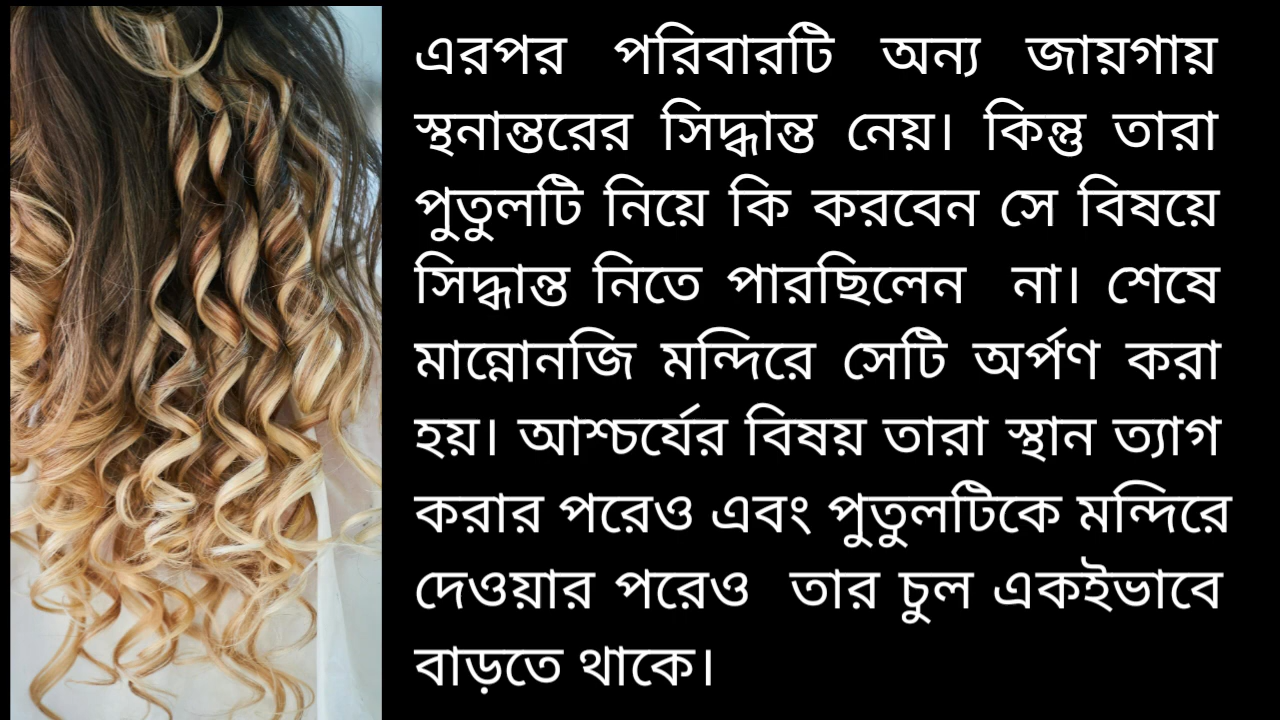 এরপর পরিবারটি অন্য জায়গায়
স্থনান্তরের সিদ্ধান্ত নেয়। কিন্তু তারা
পুতুলটি নিয়ে কি করবেন সে বিষয়ে
সিদ্ধান্ত নিতে পারছিলেন না। শেষে
মান্নোনজি মন্দিরে সেটি অর্পণ করা
হয়। আশ্চর্যের বিষয় তারা স্থান ত্যাগ
করার পরেও এবং পুতুলটিকে মন্দিরে
দেওয়ার পরেও তার চুল একইভাবে
বাড়তে থাকে।